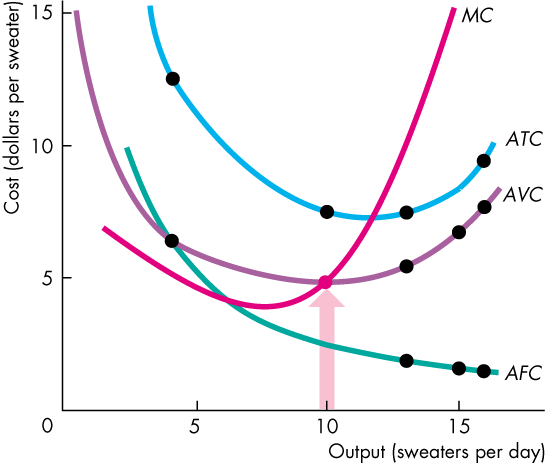 Cost (dollars per sweater)
15
10
5
0
5
10
15
Output (sweaters per day)
MC
ATC
AVC
AFC